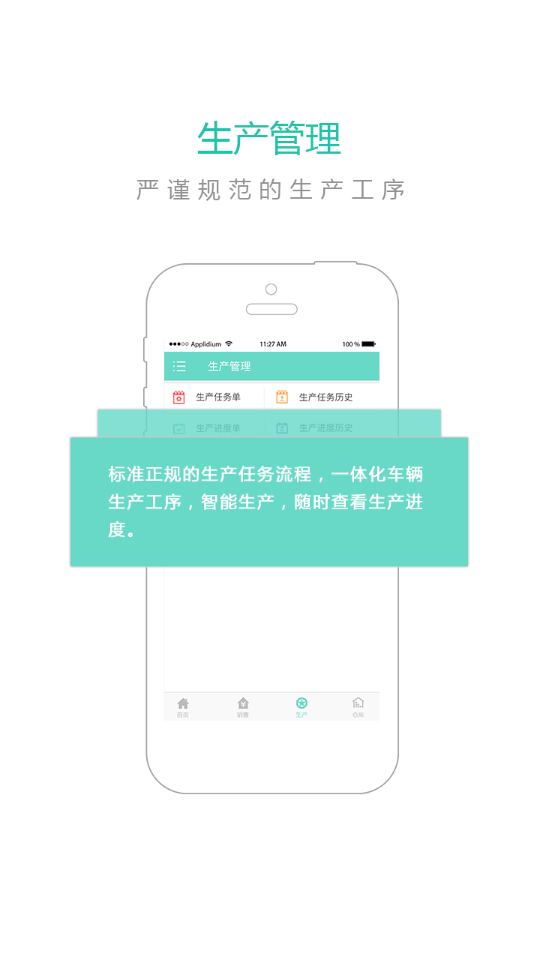 生产管理
严谨规范的生产工序
Applidium 11:27 AM 100 %
生产管理
生产任务单 生产任务历史
生产进度单 生产进度历史
标准正规的生产任务流程，一体化车辆
生产工序，智能生产，随时查看生产进
度。
首页 销售 生产